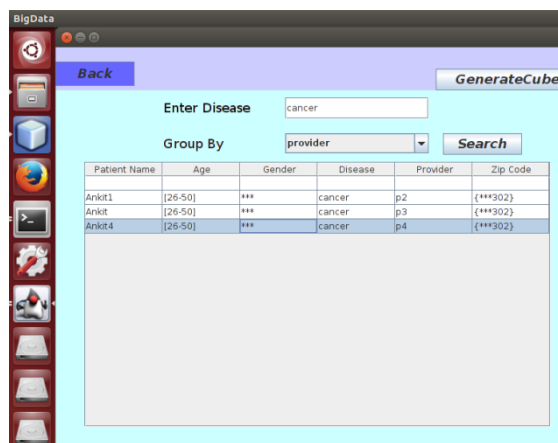 BigData
Back
GenerateCube
Enter Disease cancer
Group By provider Search
Patient Name Age Gender Disease Provider Zip Code
Ankit1 [26-50] *** cancer p2 {***302}
Ankit [26-50] *** cancer p3 {***302}
Ankit4 [26-50] *** cancer p4 {***302}